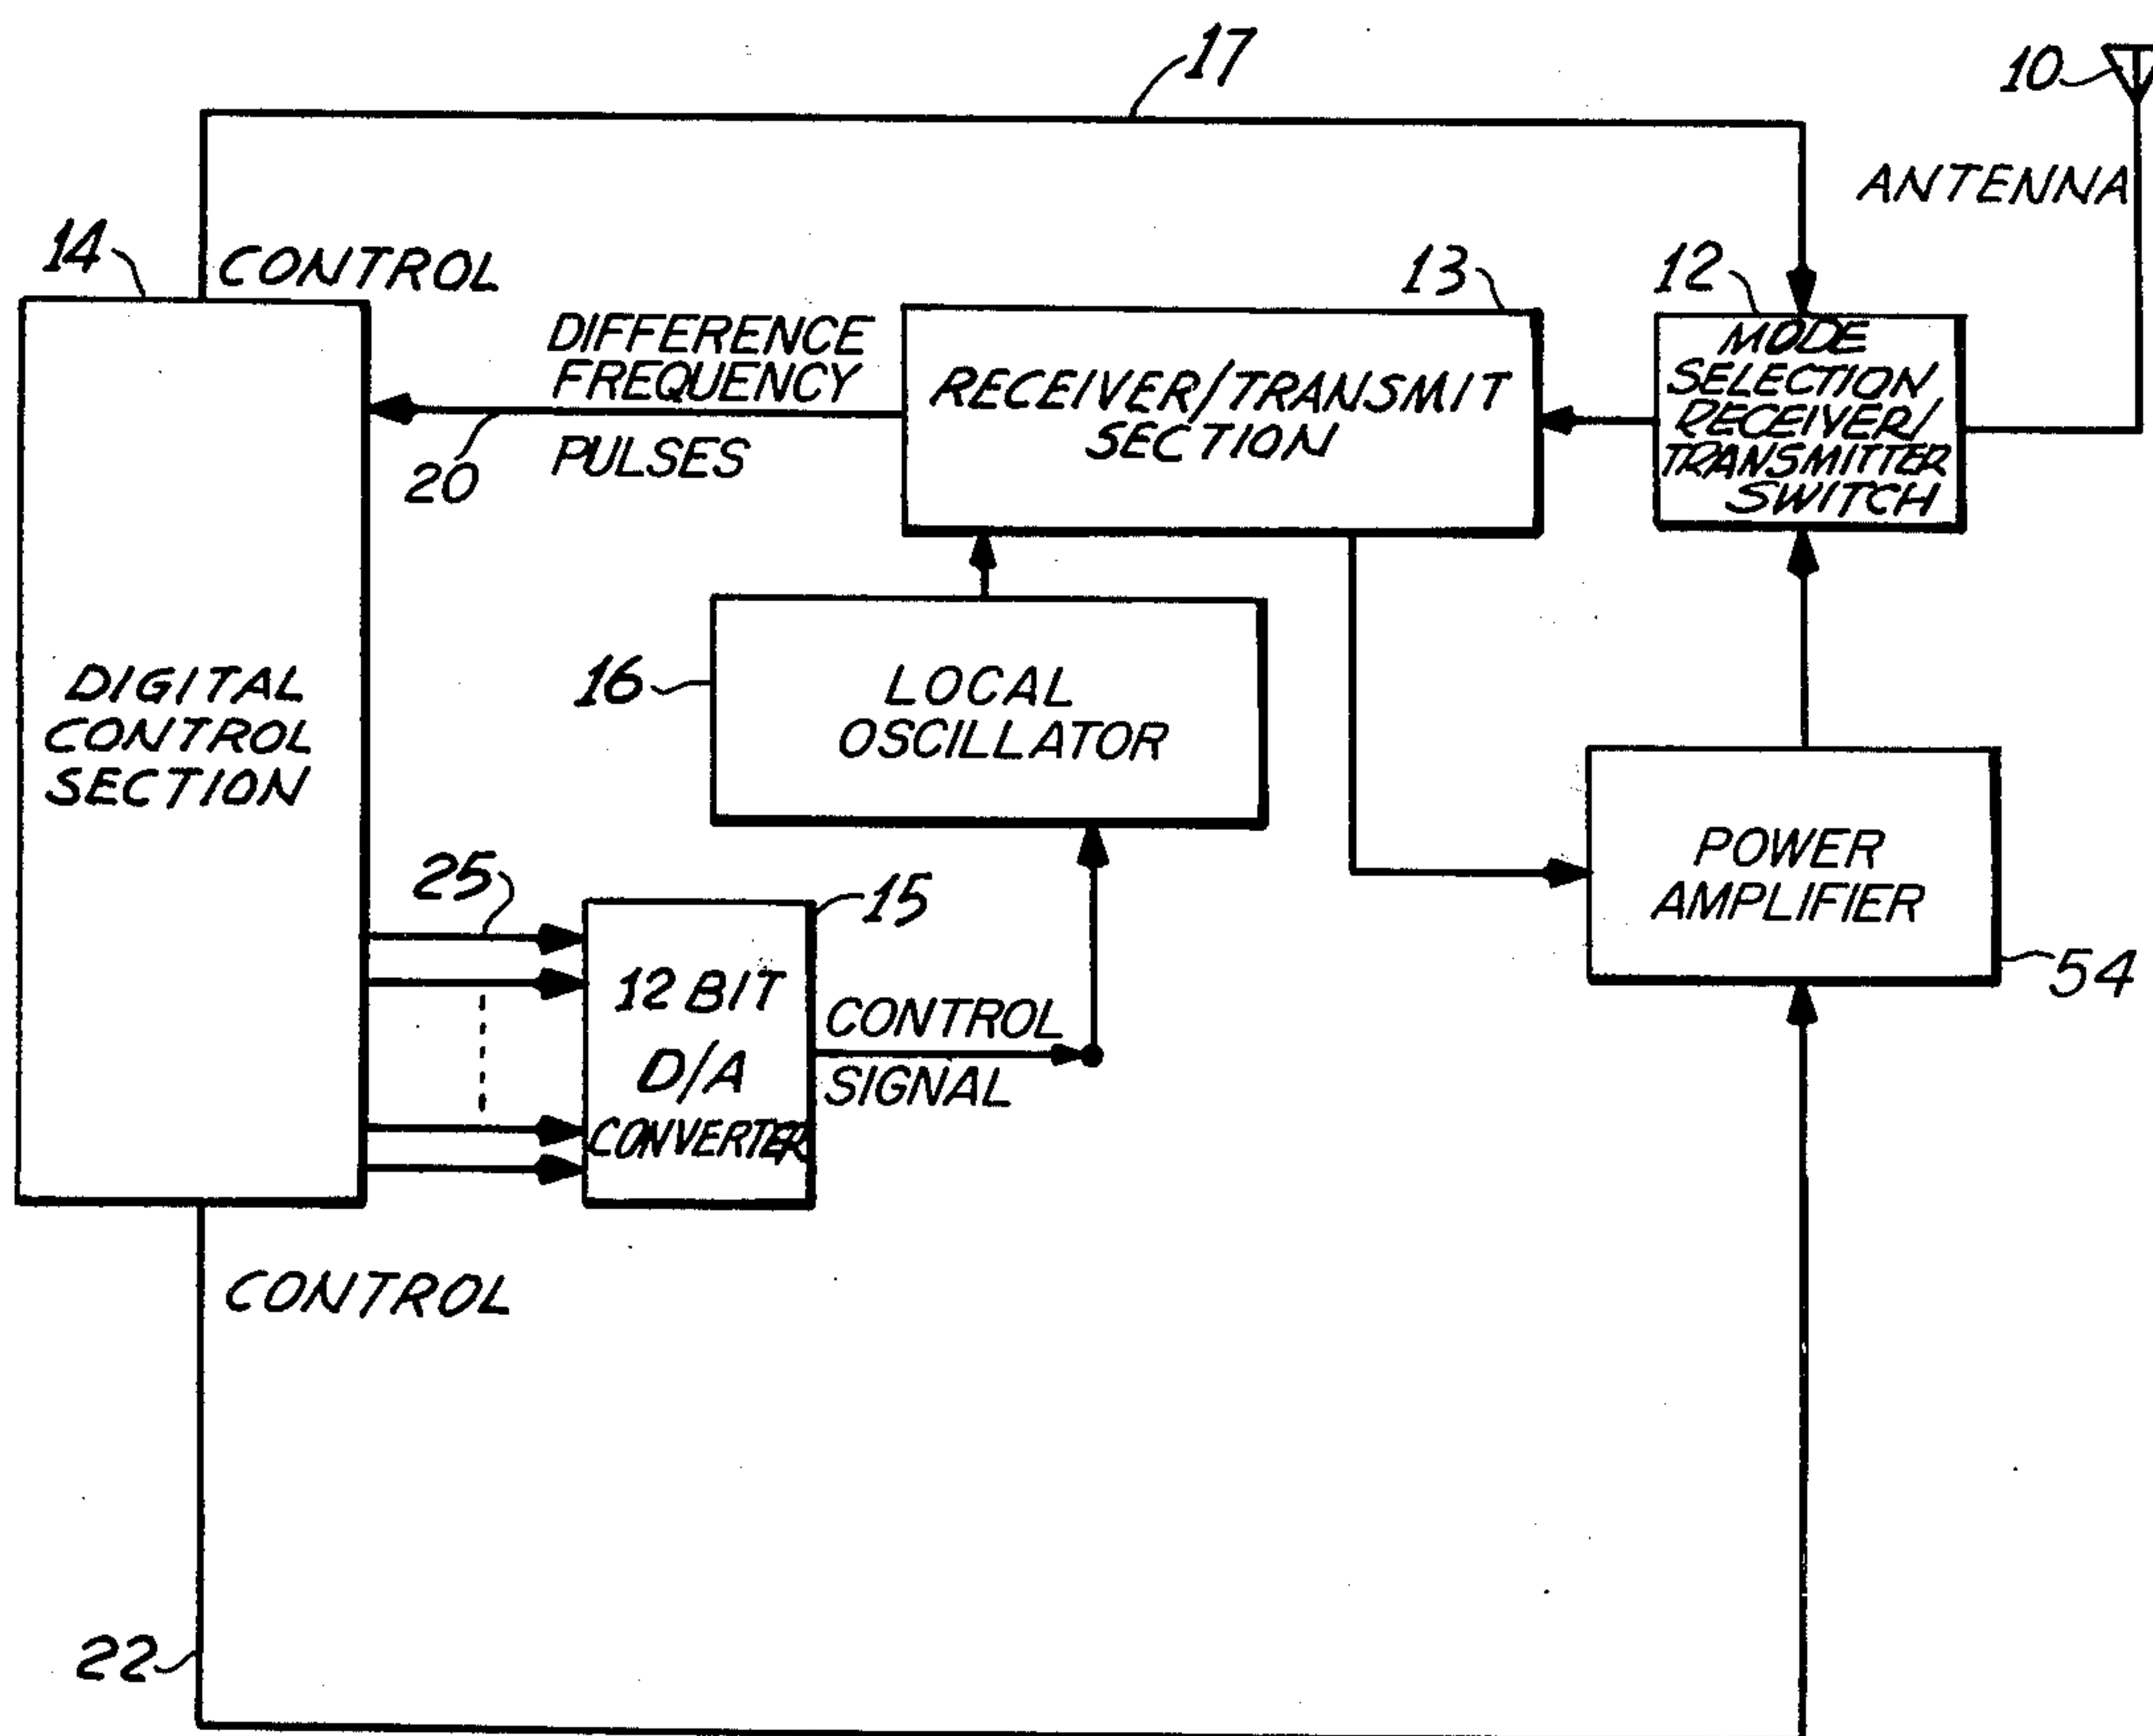 17
10
ANTENNA
14
CONTROL
13
12
DIFFERENCE
FREQUENCY
PULSES
20
RECEIVER/TRANSMIT
SECTION
MODE
SELECTION
RECEIVER/
TRANSMITTER
SWITCH
DIGITAL
CONTROL
SECTION
16
LOCAL
OSCILLATOR
25
15
12 BIT
D/A
CONVERTER
CONTROL
SIGNAL
POWER
AMPLIFIER
54
CONTROL
22